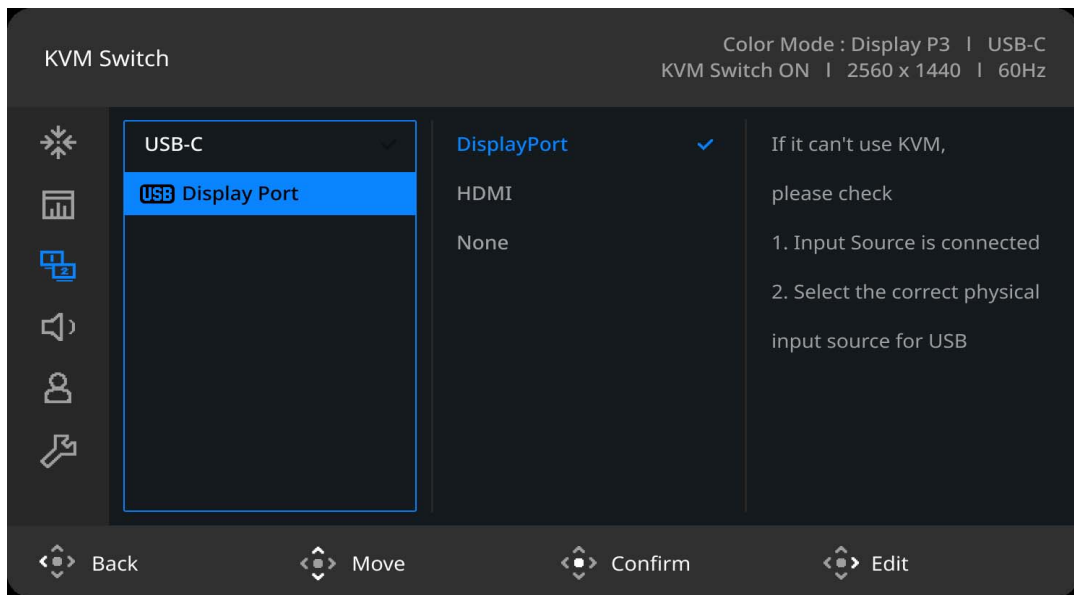 KVM Switch
Color Mode : Display P3 | USB-C
KVM Switch ON | 2560 x 1440 | 60Hz
1
2
USB-C
USB Display Port
DisplayPort
HDMI
None
If it can't use KVM,
please check
1. Input Source is connected
2. Select the correct physical
input source for USB
Back
Move
Confirm
Edit